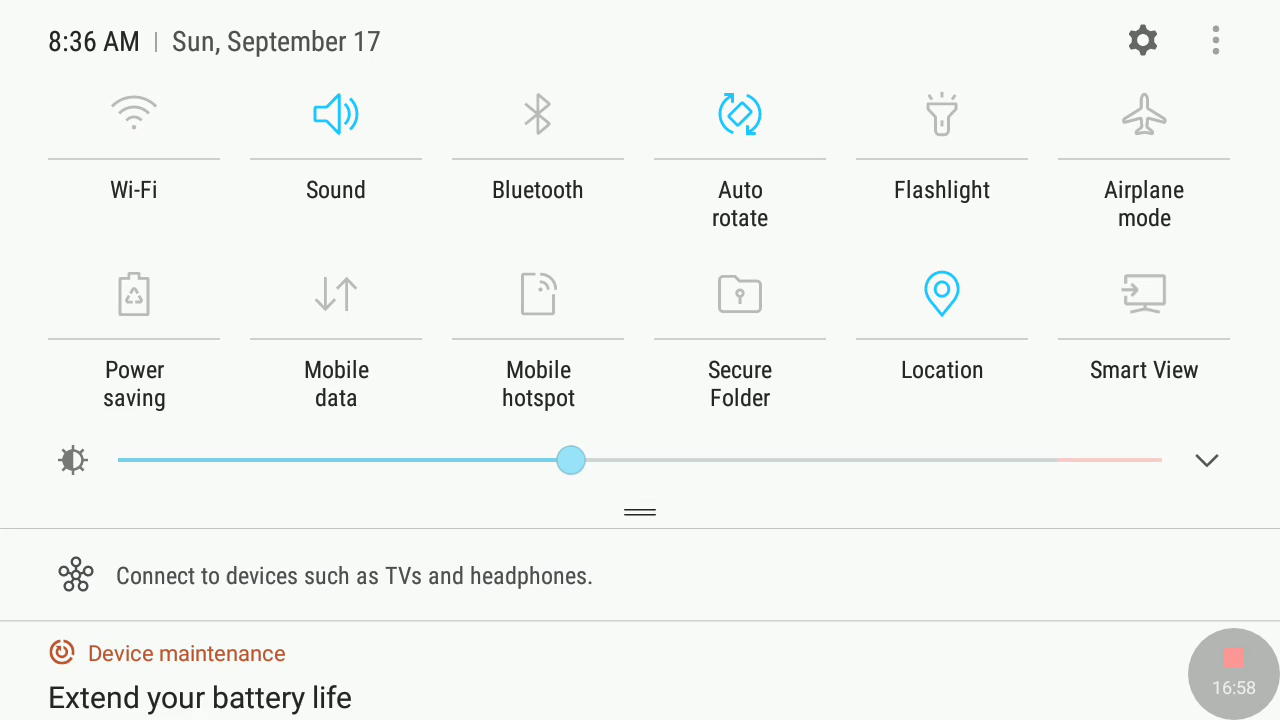 8:36 AM | Sun, September 17
Wi-Fi
Sound
Bluetooth
Auto
rotate
Flashlight
Airplane
mode
Power
saving
Mobile
data
Mobile
hotspot
Secure
Folder
Location
Smart View
Connect to devices such as TVs and headphones.
Device maintenance
Extend your battery life
16:58